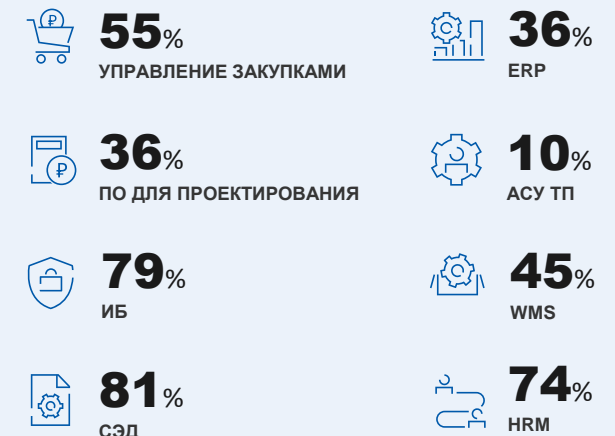 55%
УПРАВЛЕНИЕ ЗАКУПКАМИ
36%
ERP
36%
ПО ДЛЯ ПРОЕКТИРОВАНИЯ
10%
АСУ ТП
79%
ИБ
45%
WMS
81%
СЭД
74%
HRM